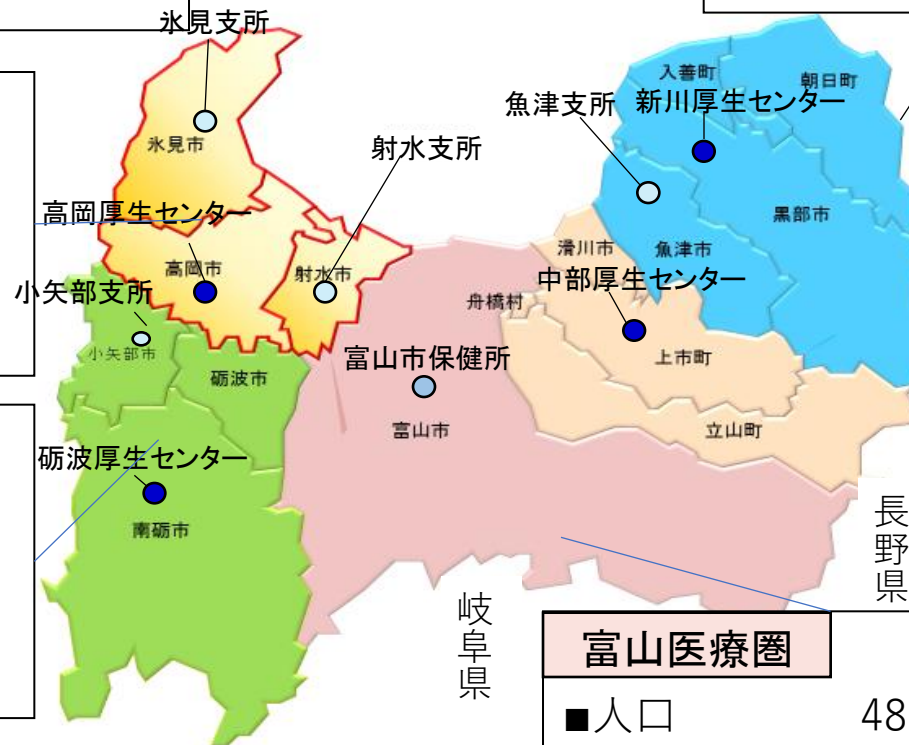 氷見支所
入善町
朝日町
魚津支所
新川厚生センター
氷見市
射水支所
高岡厚生センター
黒部市
滑川市
魚津市
高岡市
射水市
中部厚生センター
小矢部支所
舟橋村
小矢部市
富山市保健所
上市町
砺波市
富山市
立山町
砺波厚生センター
南砺市
長野県
岐阜県
富山医療圏
■人口 48